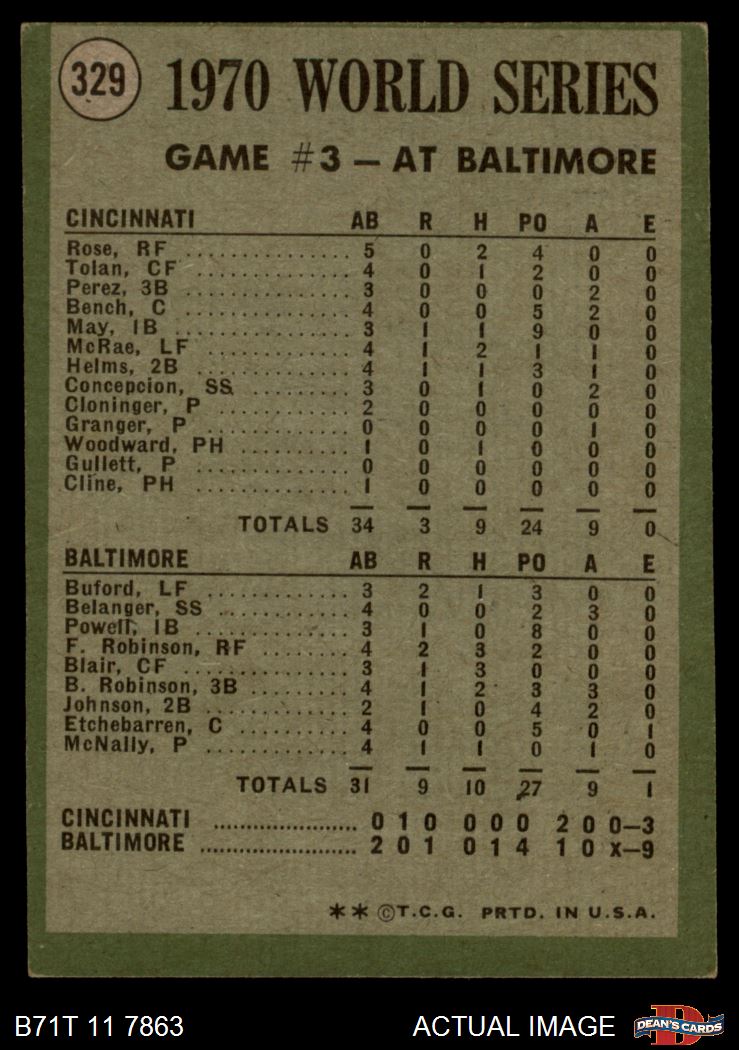 329
1970 WORLD SERIES
GAME #3 — AT BALTIMORE
CINCINNATI AB R H PO A E
Rose, RF .............. 5 0 2 4 0 0
Tolan, CF ............. 4 0 1 2 0 0
Perez, 3B ............. 3 0 0 0 2 0
Bench, C .............. 4 0 0 5 2 0
May, 1B ............... 3 1 1 9 0 0
McRae, LF ............. 4 1 2 1 1 0
Helms, 2B ............. 4 1 1 3 1 0
Concepcion, SS ......... 3 0 1 0 2 0
Cloninger, P ........... 2 0 0 0 0 0
Granger, P ............. 0 0 0 0 1 0
Woodward, PH .......... 1 0 1 0 0 0
Gullett, P ............. 0 0 0 0 0 0
Cline, PH ............. 1 0 0 0 0 0
TOTALS 34 3 9 24 9 0
BALTIMORE AB R H PO A E
Buford, LF ............. 3 2 1 3 0 0
Belanger, SS ........... 4 0 0 2 3 0
Powell, 1B ............. 3 1 0 8 0 0
F. Robinson, RF ........ 4 2 3 2 0 0
Blair, CF .............. 3 1 3 0 0 0
B. Robinson, 3B ........ 4 1 2 3 3 0
Johnson, 2B ............ 2 1 0 4 2 0
Etchebarren, C ......... 4 0 0 5 0 1
McNally, P ............. 4 1 1 0 1 0
TOTALS 31 9 10 27 9 1
CINCINNATI ...................... 0 1 0 0 0 0 2 0 0—3
BALTIMORE ....................... 2 0 1 0 1 4 1 0 x—9
** ©T.C.G. PRTD. IN U.S.A.
B71T 11 7863 ACTUAL IMAGE DEAN'S CARDS